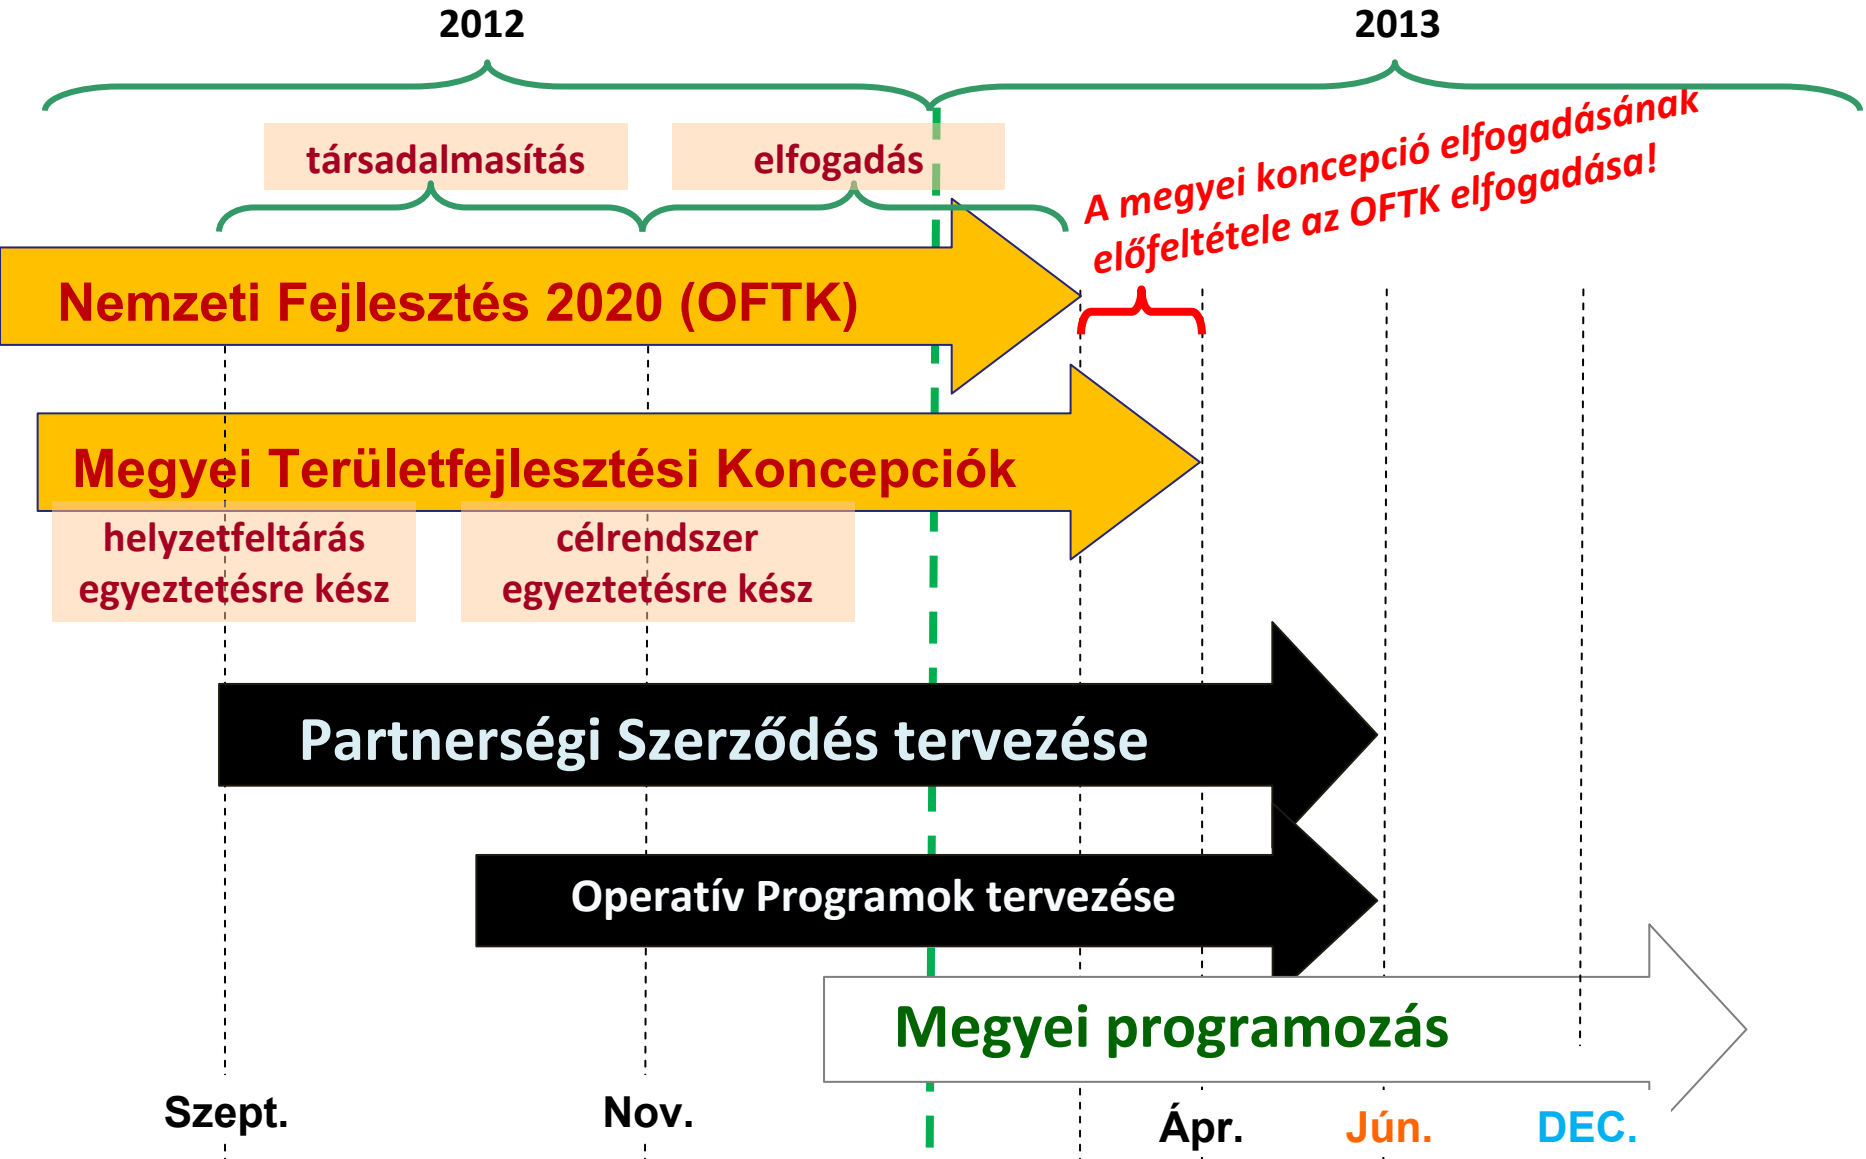 2012
2013
társadalmasítás
elfogadás
A megyei koncepció elfogadásának
előfeltétele az OFTK elfogadása!
Nemzeti Fejlesztés 2020 (OFTK)
Megyei Területfejlesztési Koncepciók
helyzetfeltárás
egyeztetésre kész
célrendszer
egyeztetésre kész
Partnerségi Szerződés tervezése
Operatív Programok tervezése
Megyei programozás
Szept.
Nov.
Ápr.
Jún.
DEC.